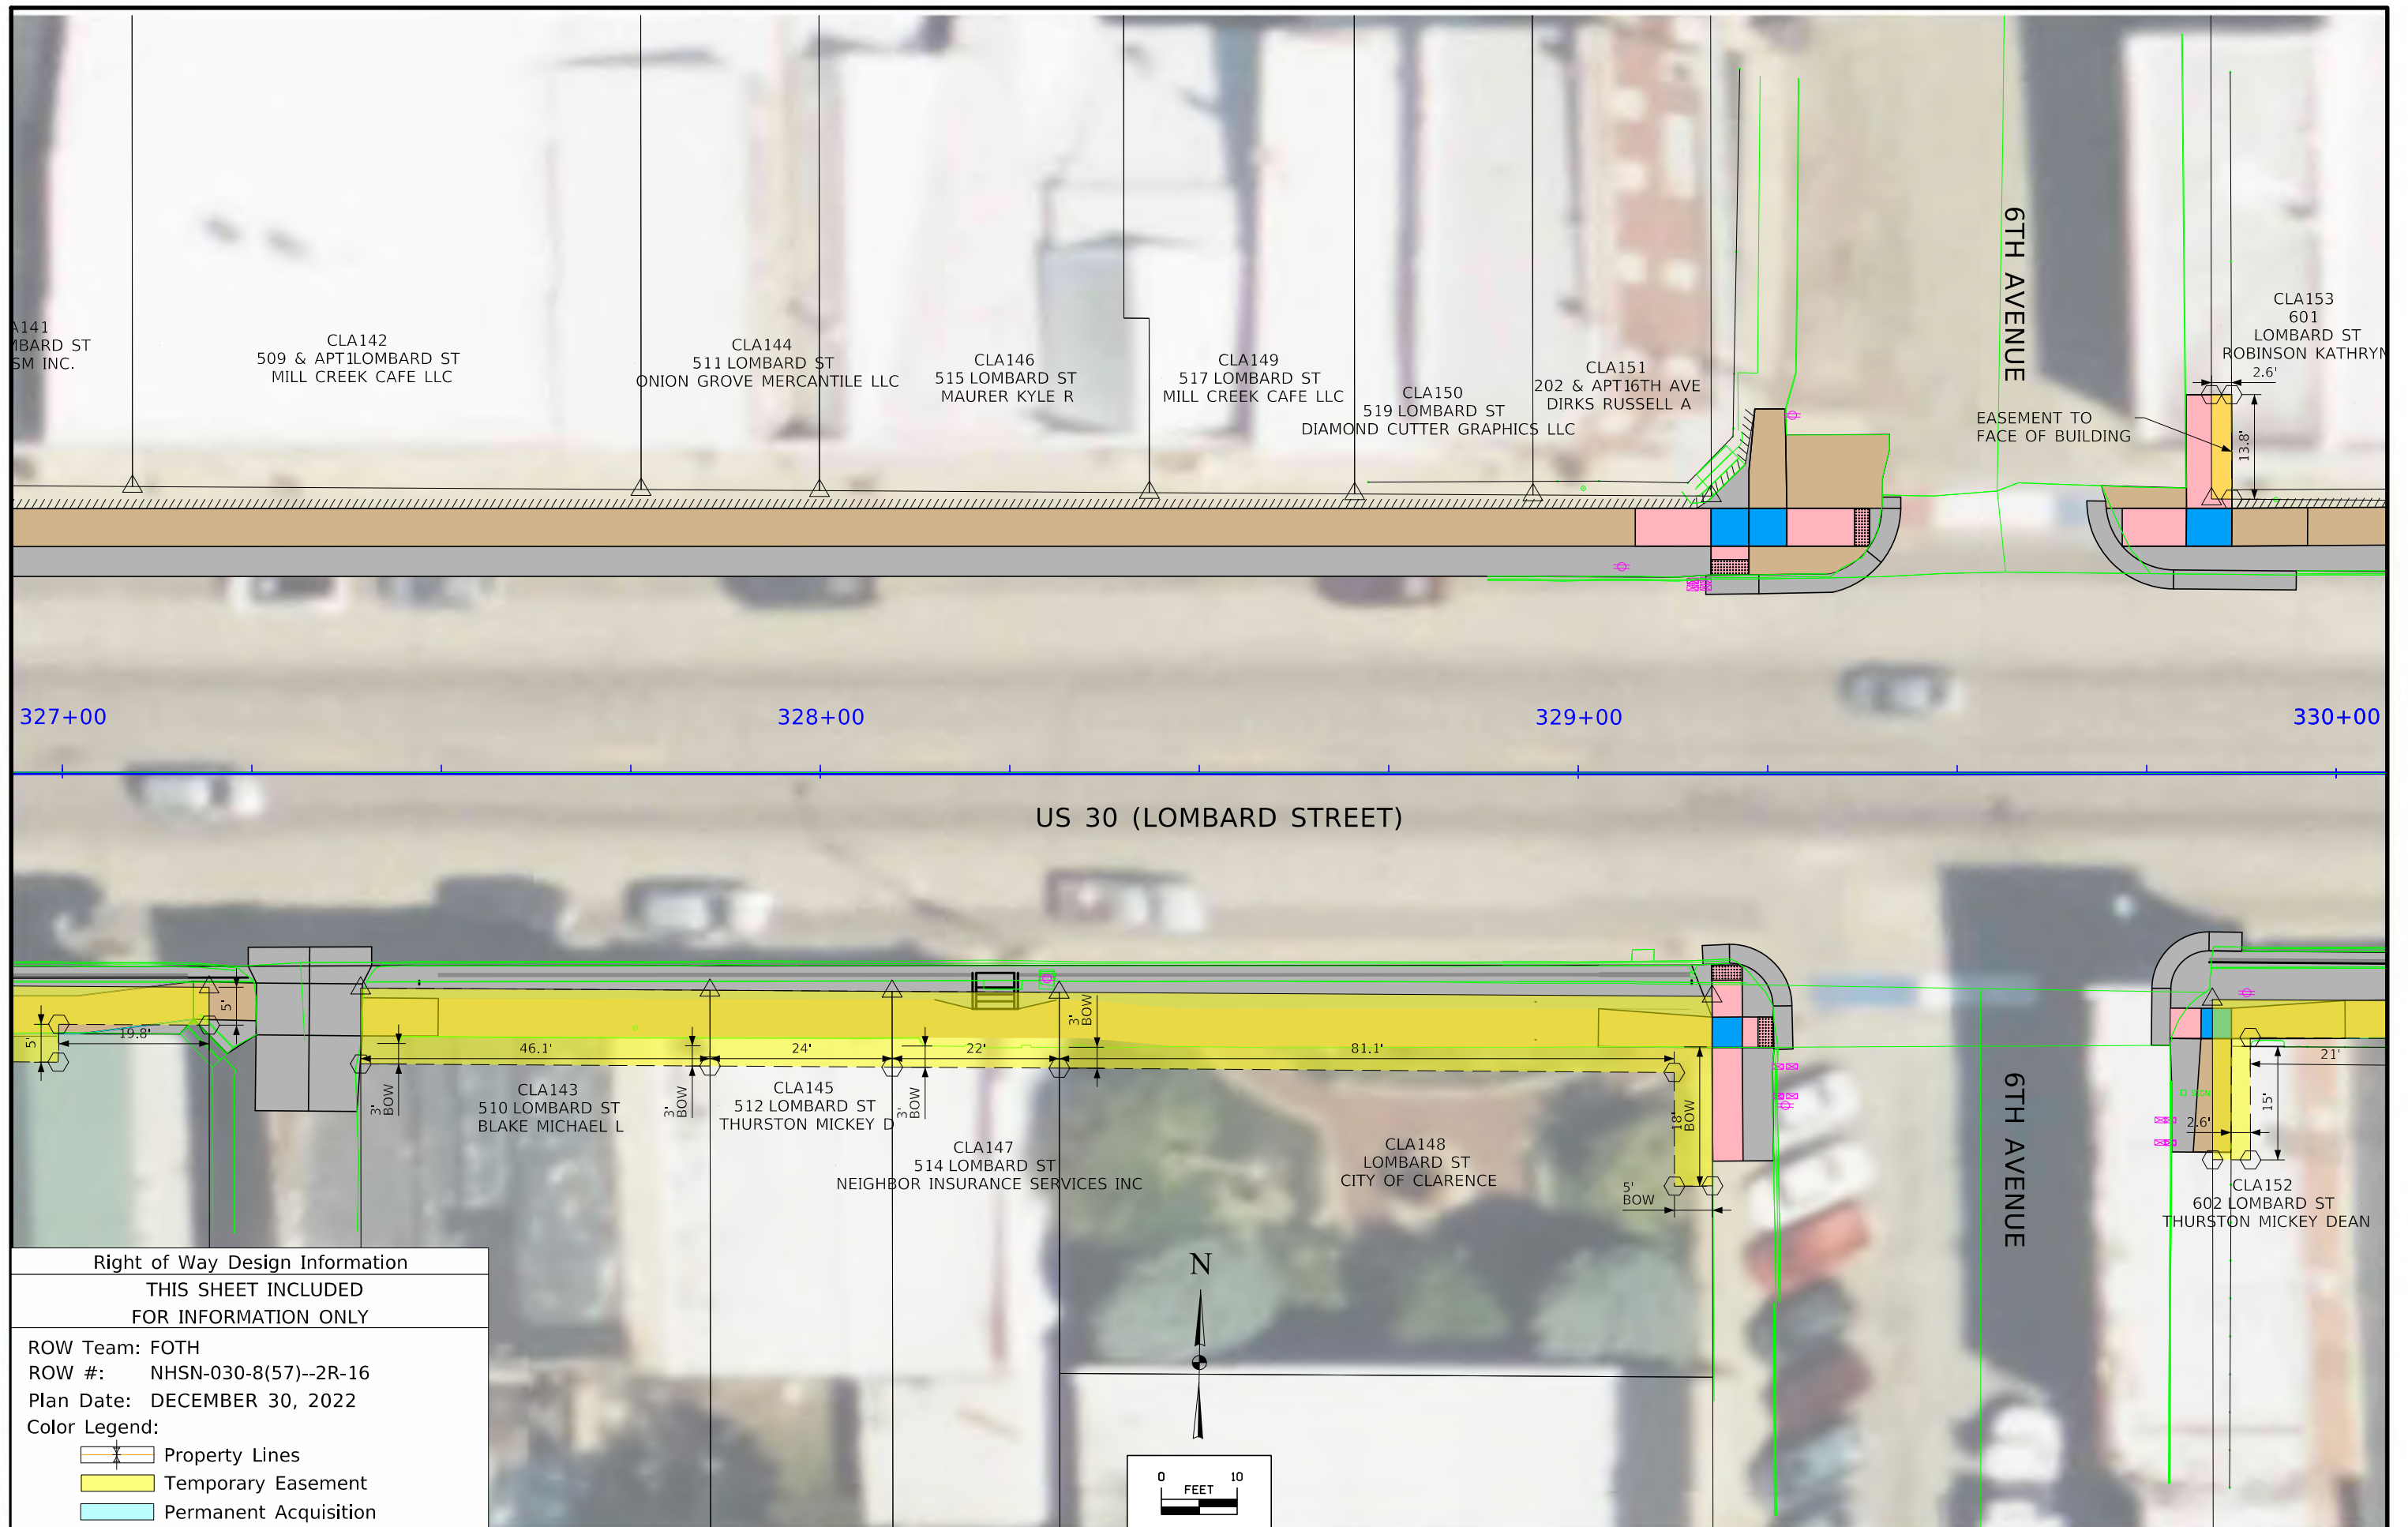 A141
MBARD ST
SM INC.
CLA142
509 & APT1LOMBARD ST
MILL CREEK CAFE LLC
CLA144
511 LOMBARD ST
ONION GROVE MERCANTILE LLC
CLA146
515 LOMBARD ST
MAURER KYLE R
CLA149
517 LOMBARD ST
MILL CREEK CAFE LLC
CLA150
519 LOMBARD ST
DIAMOND CUTTER GRAPHICS LLC
CLA151
202 & APT16TH AVE
DIRKS RUSSELL A
6TH AVENUE
CLA153
601
LOMBARD ST
ROBINSON KATHRYN
2.6'
EASEMENT TO
FACE OF BUILDING
13.8'
327+00
328+00
329+00
330+00
US 30 (LOMBARD STREET)
5'
19.8'
5'
46.1'
24'
22'
3'
BOW
81.1'
3'
BOW
3'
BOW
3'
BOW
CLA143
510 LOMBARD ST
BLAKE MICHAEL L
CLA145
512 LOMBARD ST
THURSTON MICKEY D
CLA147
514 LOMBARD ST
NEIGHBOR INSURANCE SERVICES INC
CLA148
LOMBARD ST
CITY OF CLARENCE
18'
BOW
5'
BOW
6TH AVENUE
21'
SIGN
15'
2.6'
CLA152
602 LOMBARD ST
THURSTON MICKEY DEAN
Right of Way Design Information
THIS SHEET INCLUDED
FOR INFORMATION ONLY
ROW Team: FOTH
ROW #: NHSN-030-8(57)--2R-16
Plan Date: DECEMBER 30, 2022
Color Legend:
Property Lines
Temporary Easement
Permanent Acquisition
N
0 10
FEET